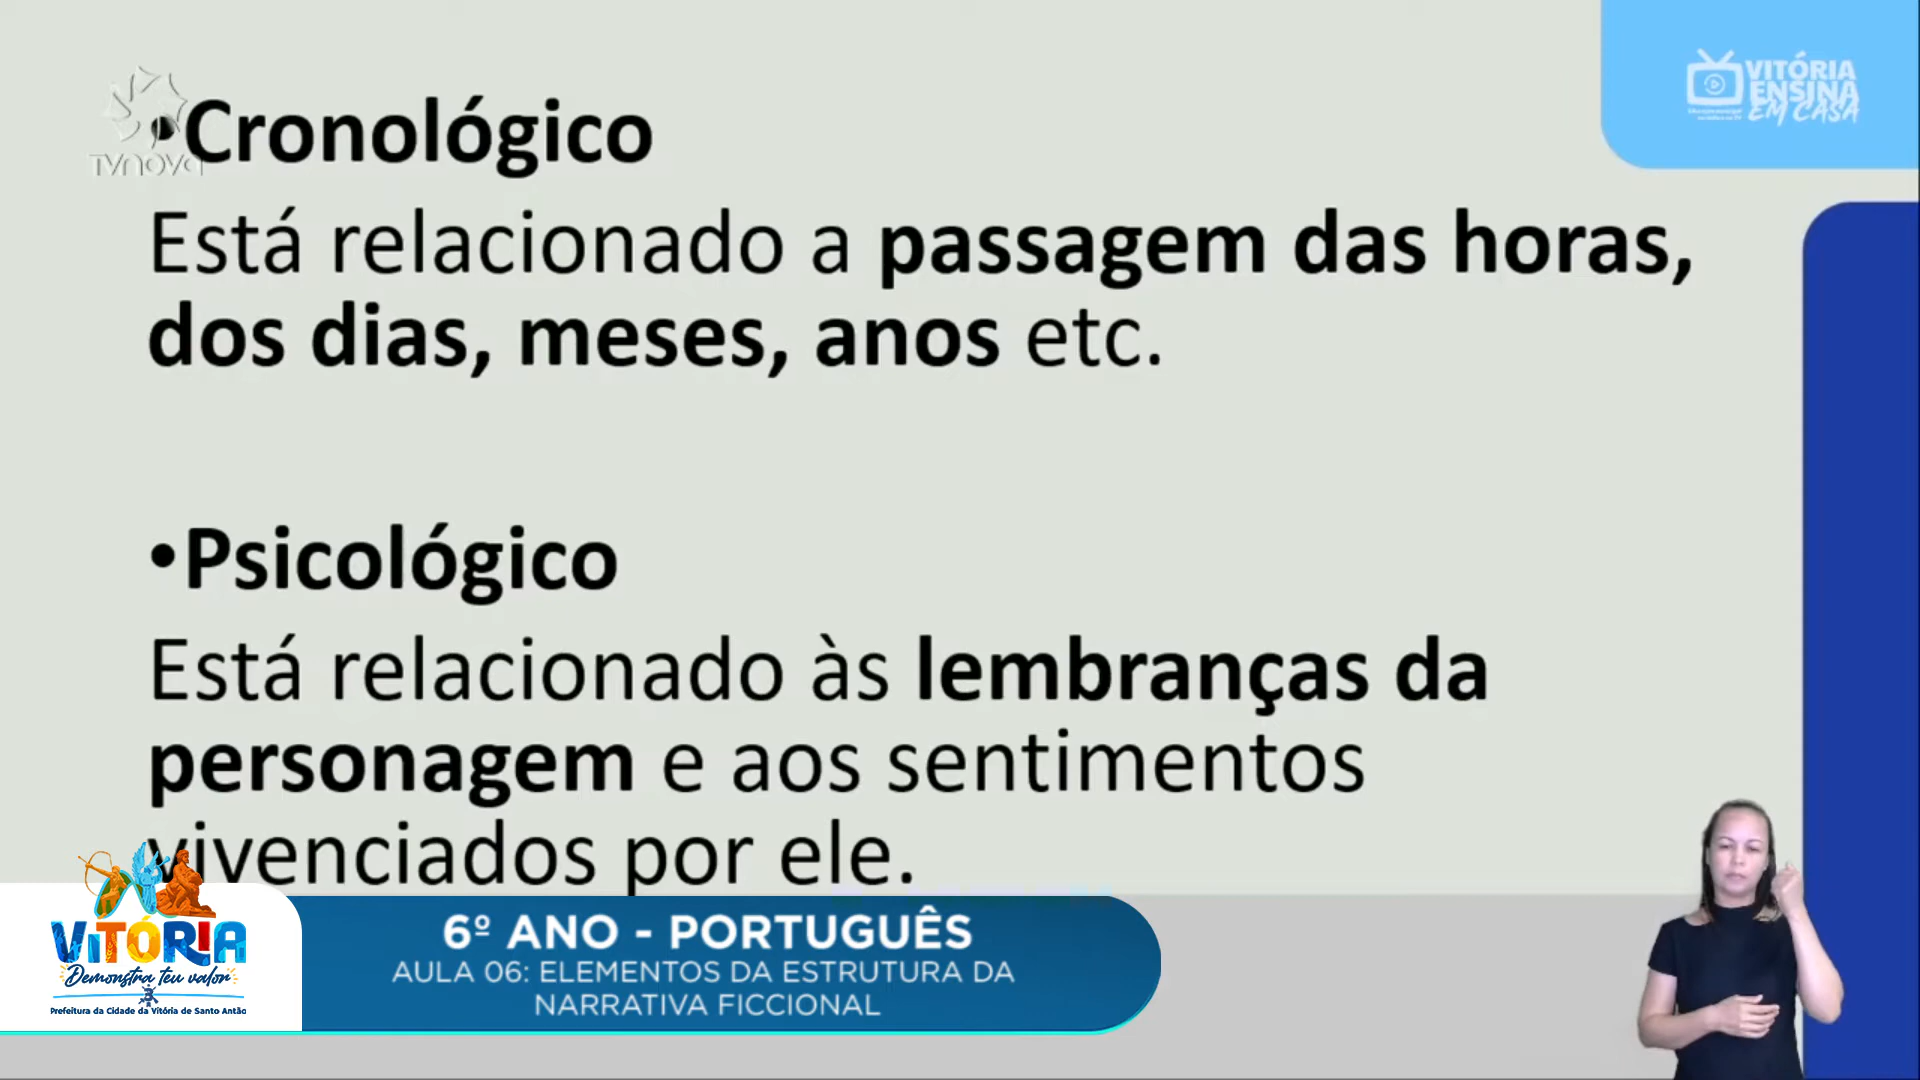 •Cronológico
TVNOVA
VITÓRIA
ENSINA
EM CASA
Está relacionado a passagem das horas,
dos dias, meses, anos etc.
•Psicológico
Está relacionado às lembranças da
personagem e aos sentimentos
vivenciados por ele.
VITÓRIA
Demonstra teu valor
Prefeitura da Cidade da Vitória de Santo Antão
6º ANO - PORTUGUÊS
AULA 06: ELEMENTOS DA ESTRUTURA DA
NARRATIVA FICCIONAL